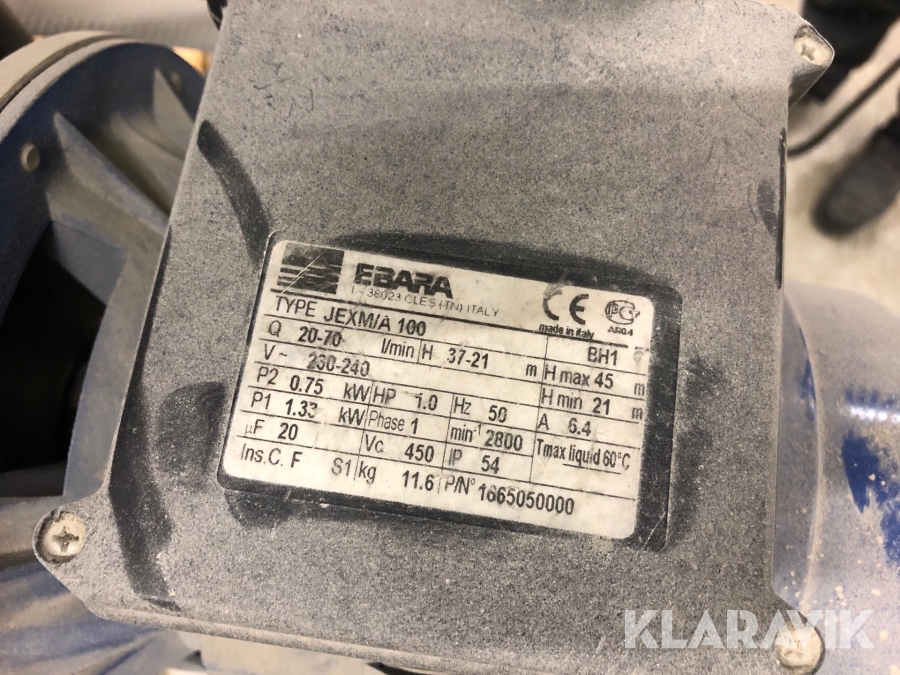 EBARA
I - 38023 CLES (TN) ITALY
CE
made in italy
AR04
TYPE JEXM/A 100 BH1
Q 20-70 l/min H 37-21 m H max 45 m
V~ 230-240 H min 21 m
P2 0.75 kW HP 1.0 Hz 50 A 6.4
P1 1.33 kW Phase 1 min-1 2800 Tmax liquid 60°C
µF 20 Vc 450 IP 54
Ins.C. F S1 kg 11.6 P/N° 1665050000
KLARAVIK